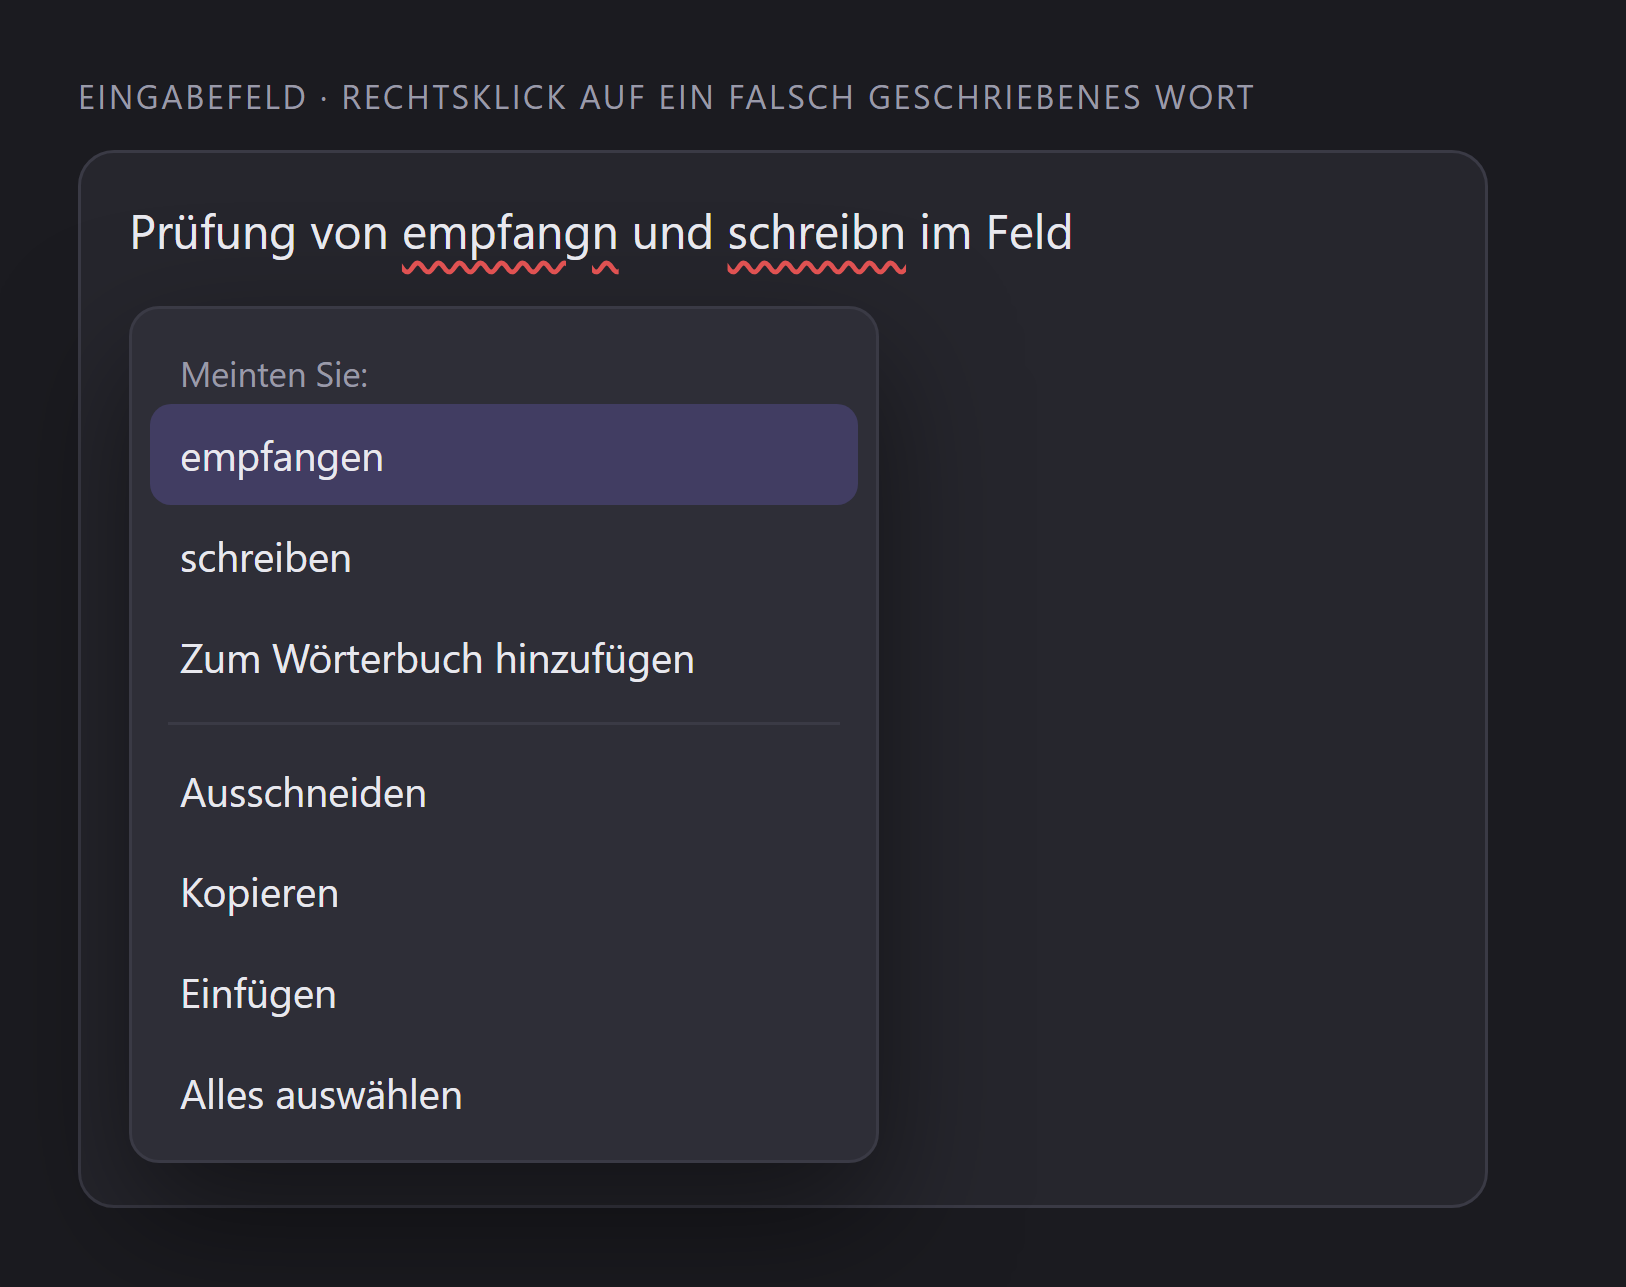 EINGABEFELD · RECHTSKLICK AUF EIN FALSCH GESCHRIEBENES WORT
Prüfung von empfangn und schreibn im Feld
Meinten Sie:
empfangen
schreiben
Zum Wörterbuch hinzufügen
Ausschneiden
Kopieren
Einfügen
Alles auswählen